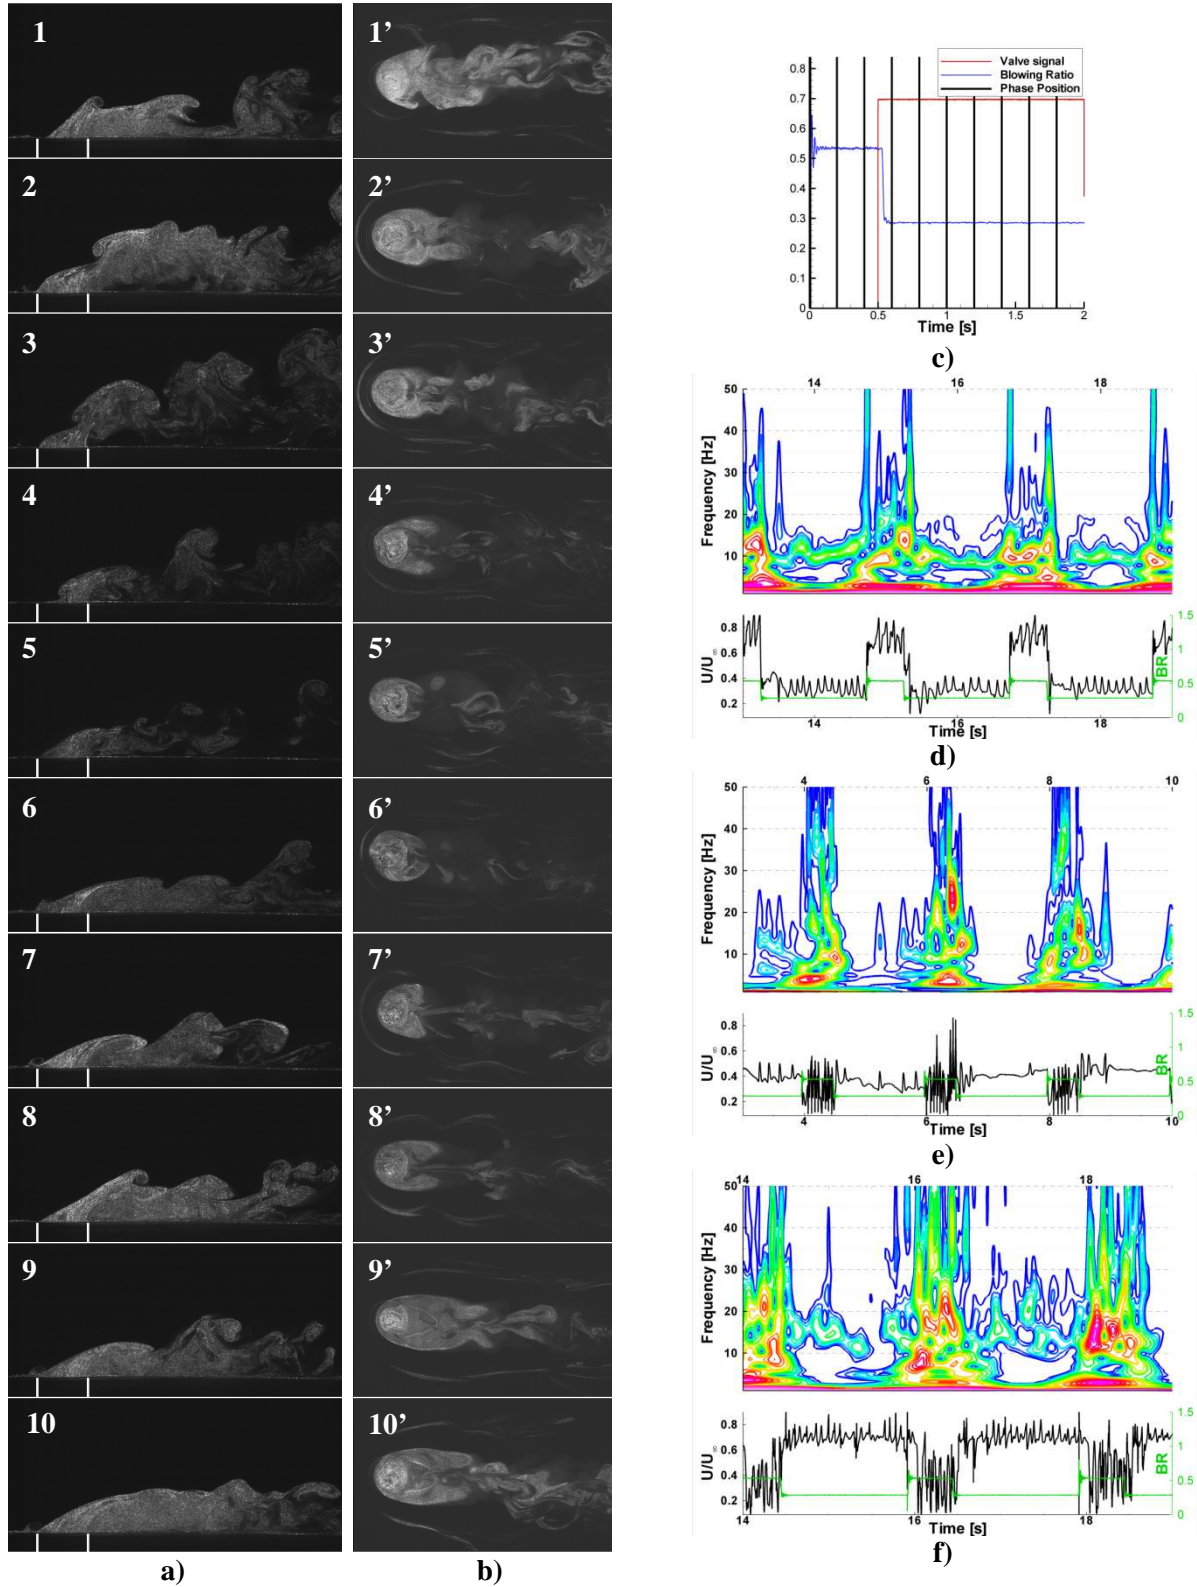 1
1’
2
2’
3
3’
4
4’
5
5’
6
6’
7
7’
8
8’
9
9’
10
10’
a)
b)
Valve signal
Blowing Ratio
Phase Position
0.8
0.7
0.6
0.5
0.4
0.3
0.2
0.1
0
0 0.5 1 1.5 2
Time [s]
c)
14 16 18
50
40
30
20
10
Frequency [Hz]
0.8
0.6
0.4
0.2
U/U∞
1.5
1
0.5
0
BR
14 16 18
Time [s]
d)
4 6 8 10
50
40
30
20
10
Frequency [Hz]
0.8
0.6
0.4
0.2
U/U∞
1.5
1
0.5
0
BR
4 6 8 10
Time [s]
e)
14 16 18
50
40
30
20
10
Frequency [Hz]
0.8
0.6
0.4
0.2
U/U∞
1.5
1
0.5
0
BR
14 16 18
Time [s]
f)